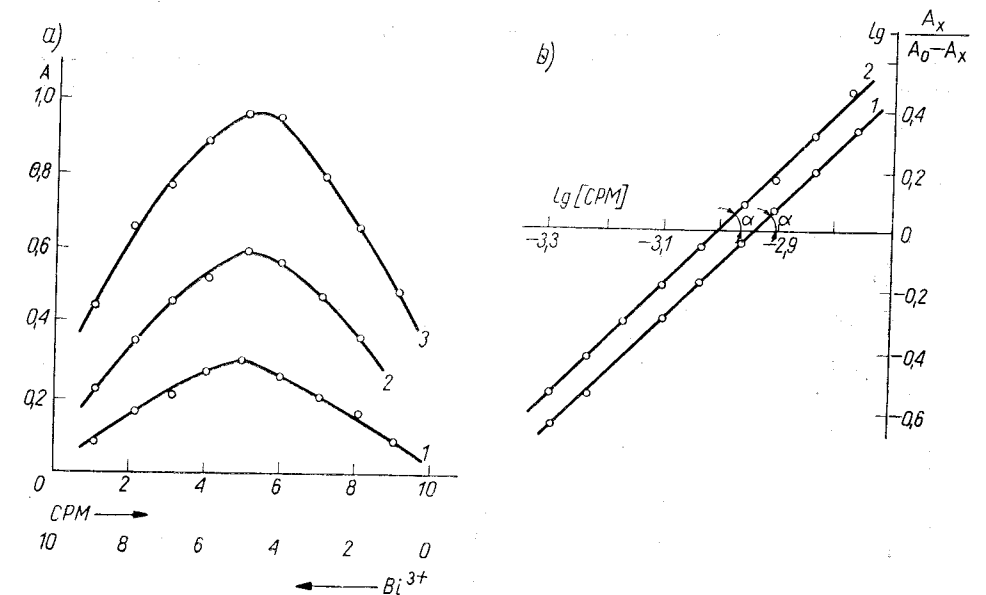 a)
A
1,0
0,8
0,6
0,4
0,2
0 2 4 6 8 10
CPM
10 8 6 4 2 0
Bi³⁺
3
2
1
b)
lg Aₓ / A₀–Aₓ
2
1
0,4
0,2
0
–0,2
–0,4
–0,6
lg [CPM]
–3,3 –3,1 –2,9
α α